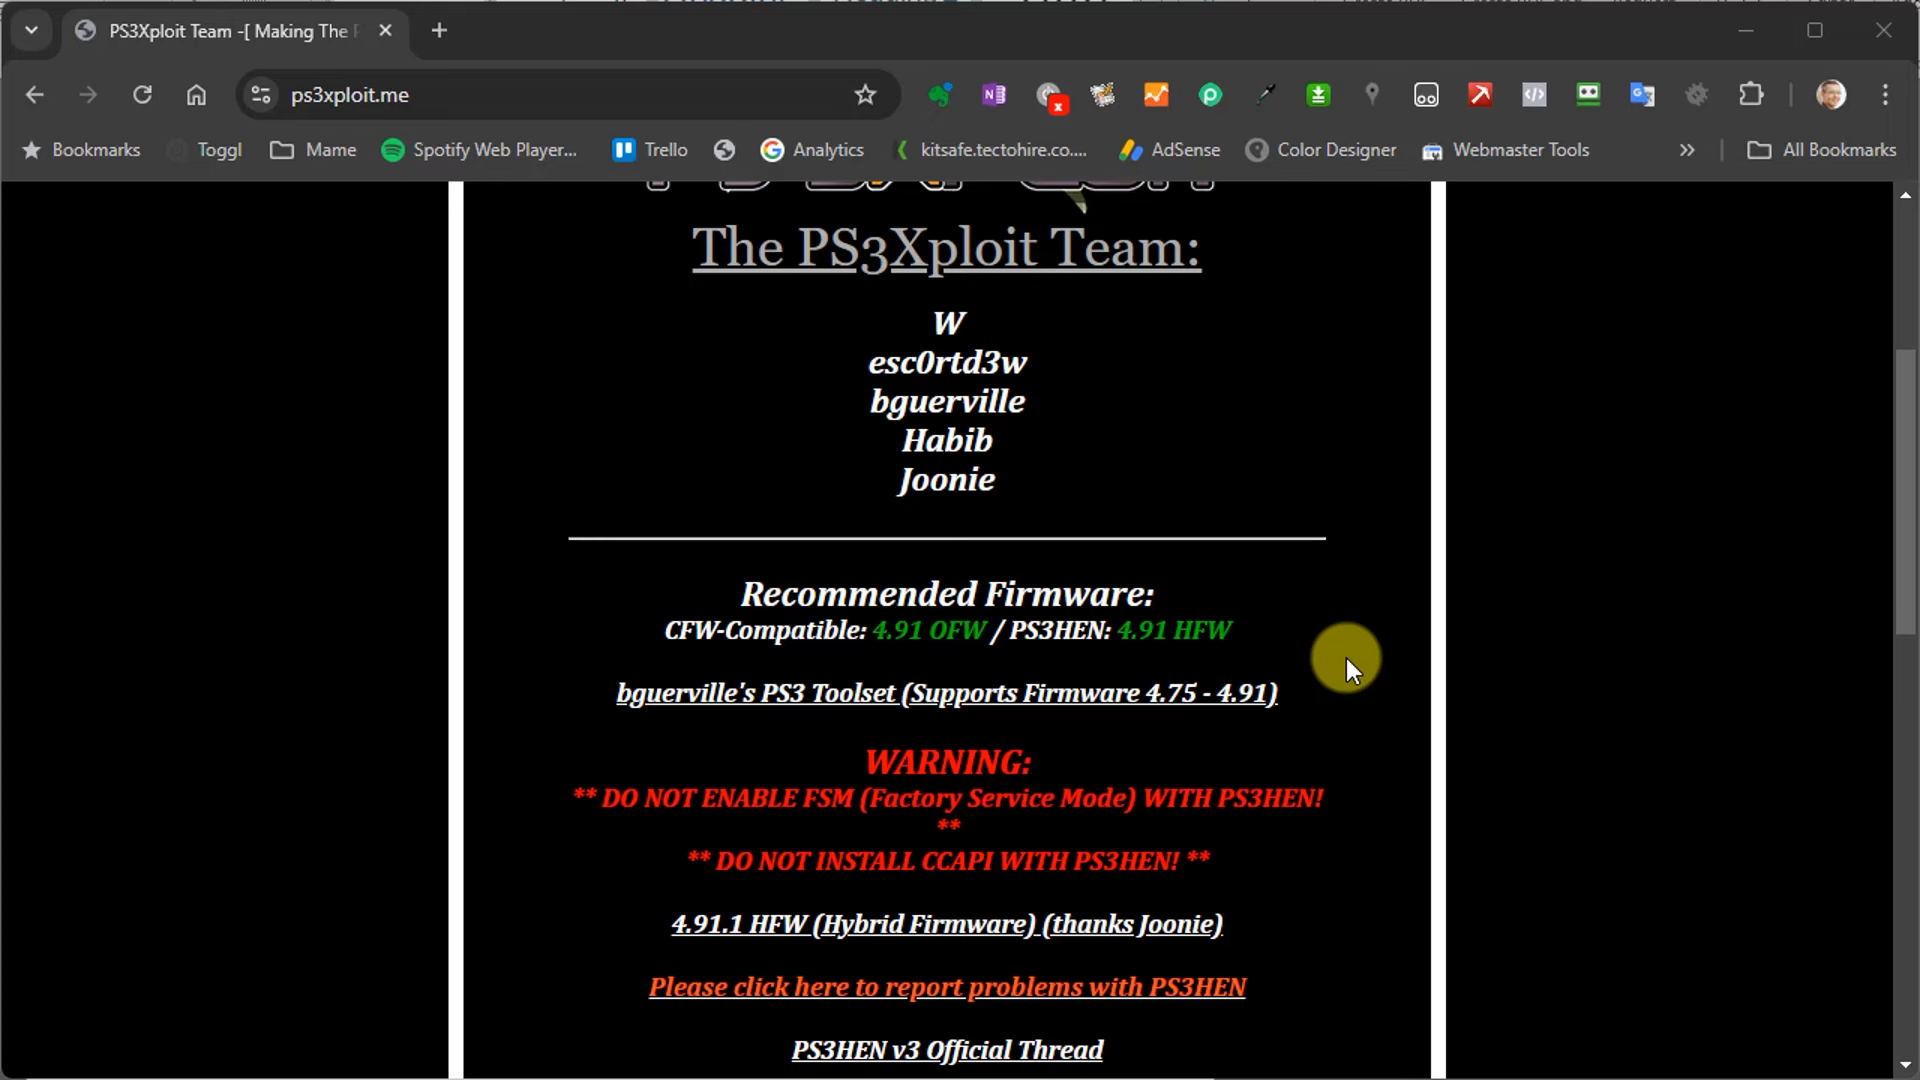 PS3Xploit Team -[ Making The
ps3xploit.me
Bookmarks Toggl Mame Spotify Web Player... Trello Analytics kitsafe.tectohire.co.... AdSense Color Designer Webmaster Tools » All Bookmarks
The PS3Xploit Team:
W
esc0rtd3w
bguerville
Habib
Joonie
Recommended Firmware:
CFW-Compatible: 4.91 OFW / PS3HEN: 4.91 HFW
bguerville's PS3 Toolset (Supports Firmware 4.75 - 4.91)
WARNING:
** DO NOT ENABLE FSM (Factory Service Mode) WITH PS3HEN!
**
** DO NOT INSTALL CCAPI WITH PS3HEN! **
4.91.1 HFW (Hybrid Firmware) (thanks Joonie)
Please click here to report problems with PS3HEN
PS3HEN v3 Official Thread